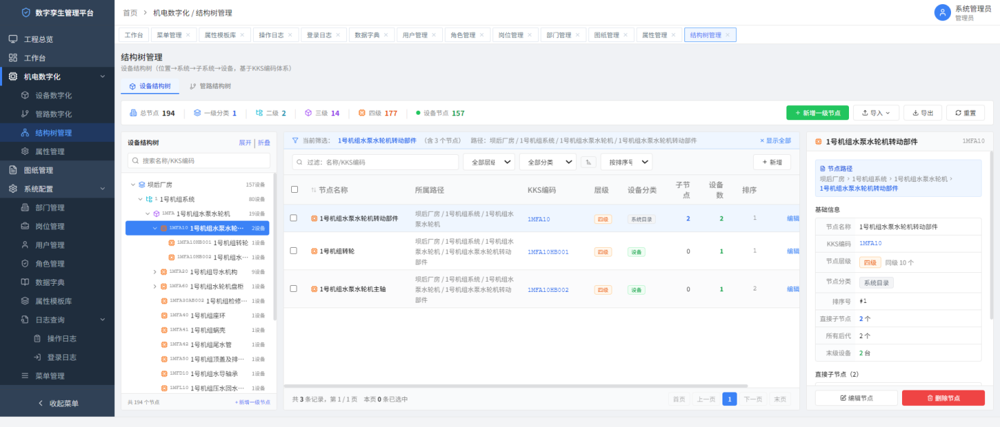 数字孪生管理平台
工程总览
工作台
机电数字化
设备数字化
管路数字化
结构树管理
属性管理
图纸管理
系统配置
部门管理
岗位管理
用户管理
角色管理
数据字典
属性模板库
日志查询
操作日志
登录日志
菜单管理
收起菜单
首页 > 机电数字化 / 结构树管理
系统管理员
管理员
工作台 菜单管理 × 属性模板库 × 操作日志 × 登录日志 × 数据字典 × 用户管理 × 角色管理 × 岗位管理 × 部门管理 × 图纸管理 × 属性管理 × 结构树管理 ×
结构树管理
设备结构树（位置→系统→子系统→设备，基于KKS编码体系）
设备结构树 管路结构树
总节点 194 一级分类 1 二级 2 三级 14 四级 177 设备节点 157
+ 新增一级节点 导入 导出 重置
设备结构树 展开 | 折叠
搜索名称/KKS编码
坝后厂房 157设备
1 1号机组系统 80设备
1MFA 1号机组水泵水轮机 19设备
1MFA10 1号机组水泵水轮··· 2设备
1MFA10HB001 1号机组转轮 1设备
1MFA10HB002 1号机组水··· 1设备
1MFA20 1号机组导水机构 9设备
1MFA60 1号机组水轮机盘柜 1设备
1MFA30AB002 1号机组检修··· 1设备
1MFA40 1号机组座环 1设备
1MFA41 1号机组蜗壳 1设备
1MFA42 1号机组尾水管 1设备
1MFA50 1号机组顶盖及排··· 1设备
1MFD10 1号机组水导轴承 1设备
1MFL10 1号机组压水回水··· 1设备
共 194 个节点 + 新增一级节点
当前筛选： 1号机组水泵水轮机转动部件 （含 3 个节点） 路径：坝后厂房 / 1号机组系统 / 1号机组水泵水轮机 / 1号机组水泵水轮机转动部件 × 显示全部
过滤：名称/KKS编码 全部层级 全部分类 按排序号 + 新增
节点名称 所属路径 KKS编码 层级 设备分类 子节点 设备数 排序
1号机组水泵水轮机转动部件 坝后厂房 / 1号机组系统 / 1号机组水泵水轮机 1MFA10 四级 系统目录 2 2 1 编辑
1号机组转轮 坝后厂房 / 1号机组系统 / 1号机组水泵水轮机 / 1号机组水泵水轮机转动部件 1MFA10HB001 四级 设备 0 1 1 编辑
1号机组水泵水轮机主轴 坝后厂房 / 1号机组系统 / 1号机组水泵水轮机 / 1号机组水泵水轮机转动部件 1MFA10HB002 四级 设备 0 1 2 编辑
共 3 条记录，第 1 / 1 页 本页 0 条已选中
首页 上一页 1 下一页 末页
1号机组水泵水轮机转动部件 1MFA10
节点路径
坝后厂房 › 1号机组系统 › 1号机组水泵水轮机 ›
1号机组水泵水轮机转动部件
基础信息
节点名称 1号机组水泵水轮机转动部件
KKS编码 1MFA10
节点层级 四级 同级 10 个
节点分类 系统目录
排序号 #1
直接子节点 2 个
所有后代 2 个
末级设备 2 台
直接子节点（2）
编辑节点 删除节点